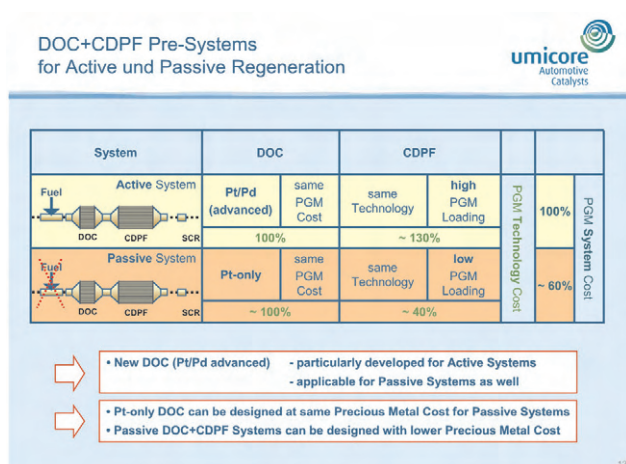 DOC+CDPF Pre-Systems
for Active und Passive Regeneration
umicore
Automotive
Catalysts
System
DOC
CDPF
PGM Technology Cost
PGM System Cost
Active System
Fuel
DOC
CDPF
SCR
Pt/Pd
(advanced)
same
PGM
Cost
same
Technology
high
PGM
Loading
100%
100%
~ 130%
Passive System
Fuel
DOC
CDPF
SCR
Pt-only
same
PGM
Cost
same
Technology
low
PGM
Loading
~ 60%
~ 100%
~ 40%
• New DOC (Pt/Pd advanced) - particularly developed for Active Systems
- applicable for Passive Systems as well
• Pt-only DOC can be designed at same Precious Metal Cost for Passive Systems
• Passive DOC+CDPF Systems can be designed with lower Precious Metal Cost